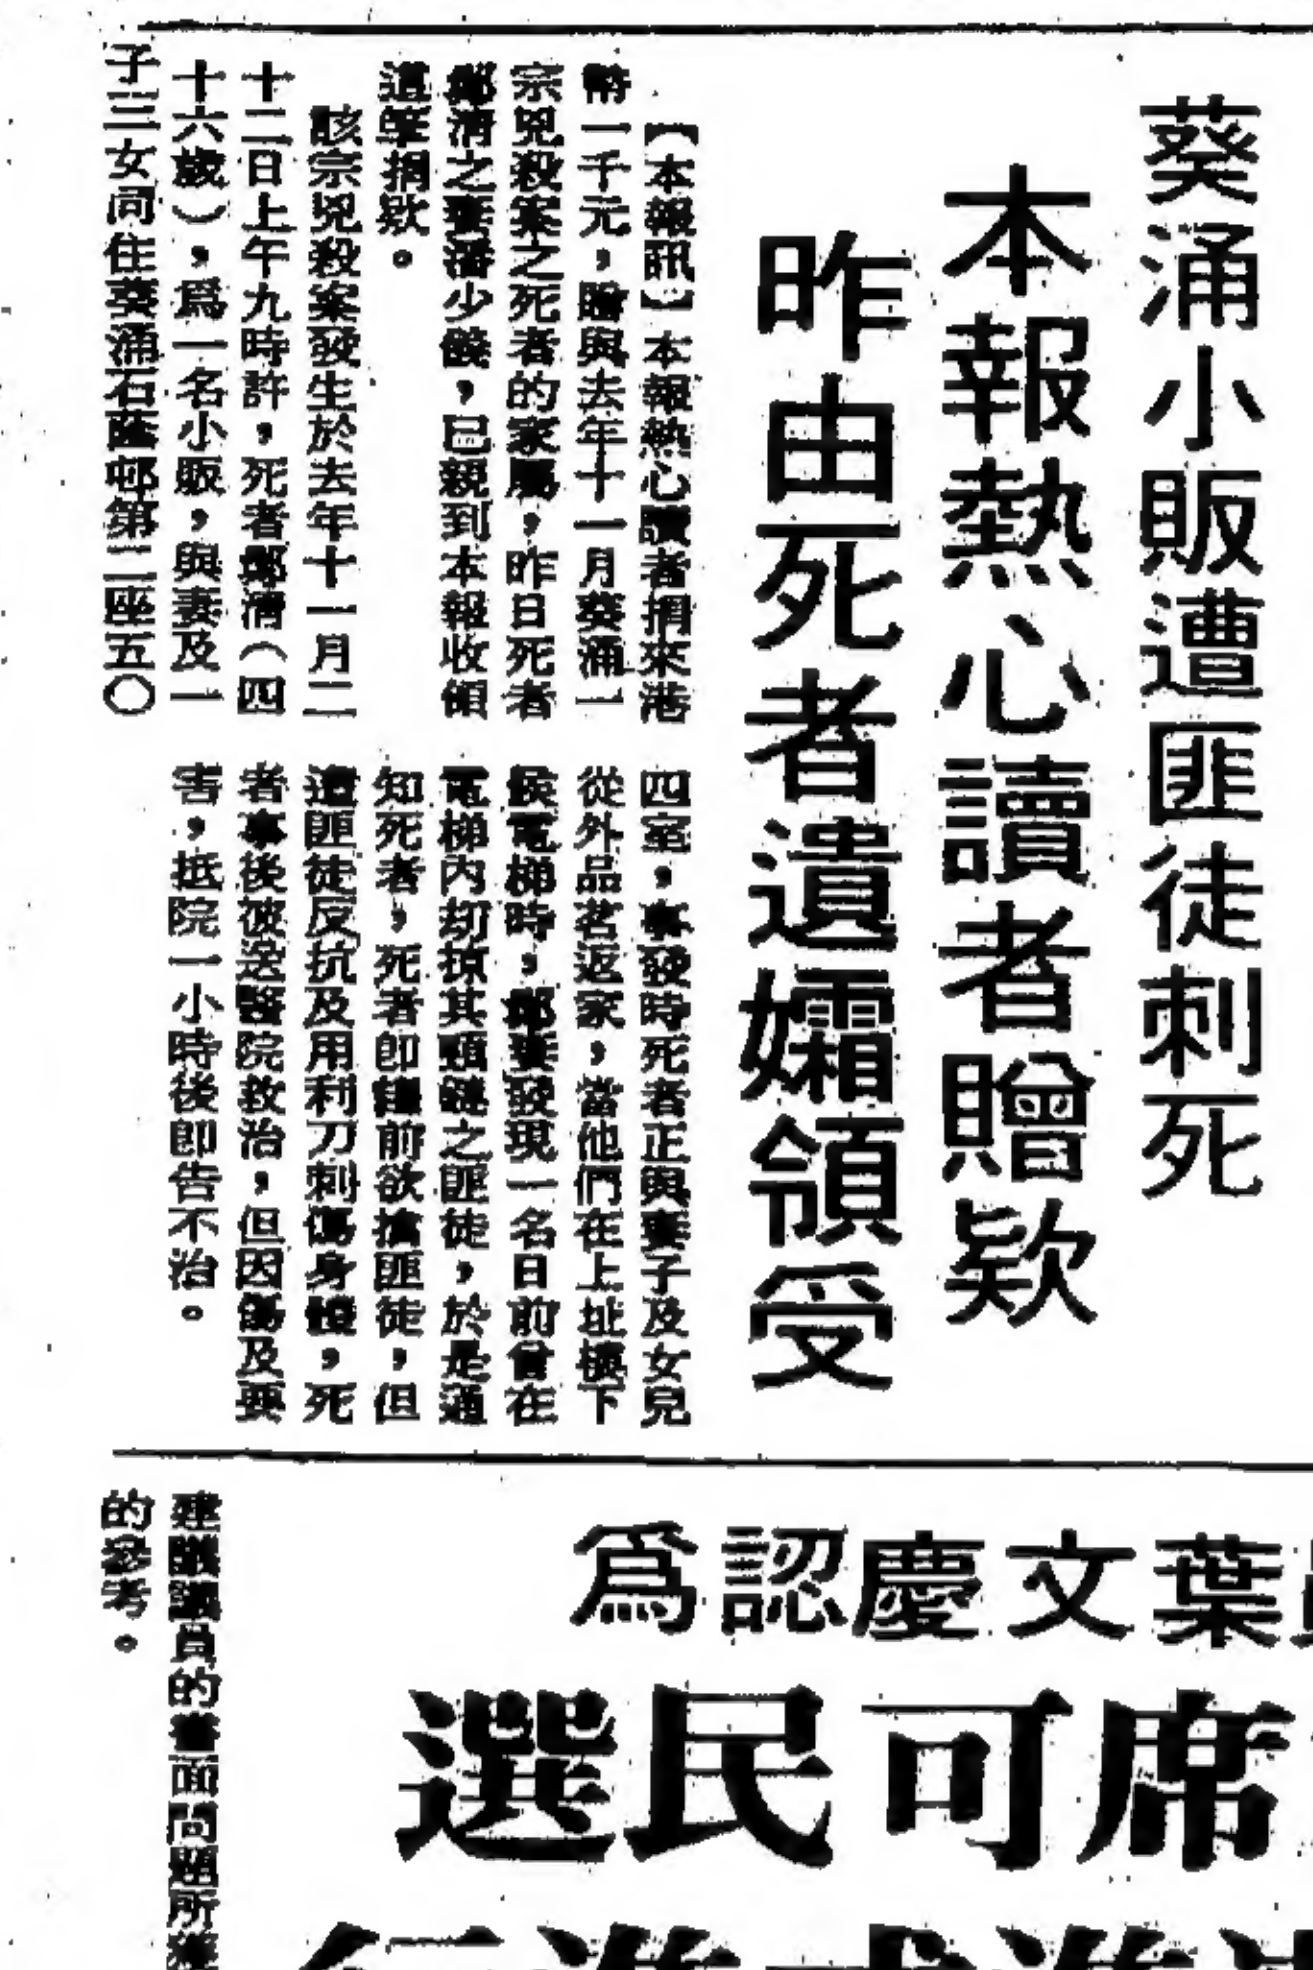 葵涌小販遭匪徒刺死
本報熱心讀者贈欵
昨由死者遺孀領受
【本報訊】本報熱心讀者捐來港
幣一千元，贈與去年十一月葵涌一
宗兇殺案之死者的家屬，昨日死者
鄭清之妻潘少，已親到本報收領
這筆捐欵。
該宗兇殺案發生於去年十一月二
十二日上午九時許，死者鄭清（四
十六歲），爲一名小販，與妻及一
子三女同住葵涌石蔭邨第二座五〇
四室，事發時死者正與妻子及女兒
從外品茗返家，當他們在上址樓下
候電梯時，鄭妻發現一名日前曾在
電梯內刧掠其頸鏈之匪徒，於是通
知死者，死者卽趨前欲擒匪徒，但
遭匪徒反抗及用利刀刺傷身體，死
者事後被送醫院救治，但因傷及要
害，抵院一小時後卽告不治。
葉文慶認爲
席可民選
建議議員的書面問題所
的參考。